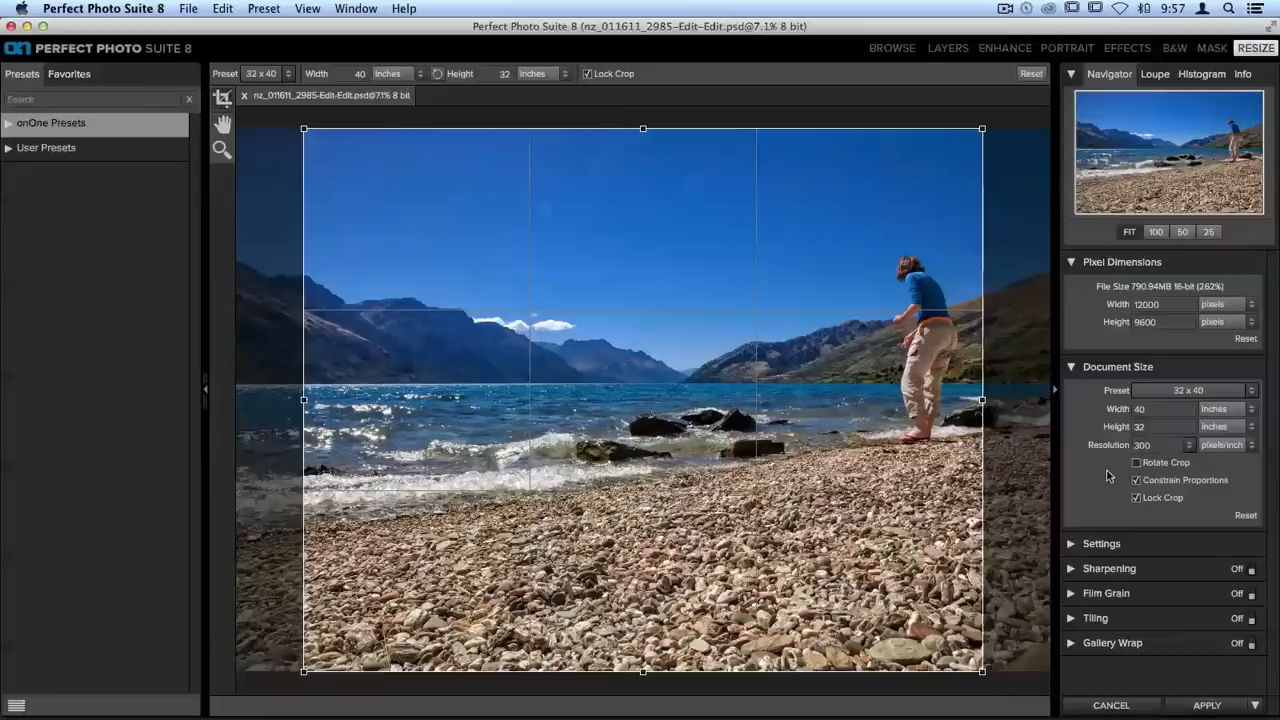 Perfect Photo Suite 8 File Edit Preset View Window Help 9:57
Perfect Photo Suite 8 (nz_011611_2985-Edit-Edit.psd@7.1% 8 bit)
on PERFECT PHOTO SUITE 8 BROWSE LAYERS ENHANCE PORTRAIT EFFECTS B&W MASK RESIZE
Presets Favorites
Preset 32 x 40 Width 40 Inches Height 32 Inches Lock Crop Reset
Navigator Loupe Histogram Info
Search X
X nz_011611_2985-Edit-Edit.psd@7.1% 8 bit
onOne Presets
User Presets
FIT 100 50 25
Pixel Dimensions
File Size 790.94MB 16-bit (262%)
Width 12000 pixels
Height 9600 pixels
Reset
Document Size
Preset 32 x 40
Width 40 Inches
Height 32 Inches
Resolution 300 pixels/inch
Rotate Crop
Constrain Proportions
Lock Crop
Reset
Settings
Sharpening Off
Film Grain Off
Tiling Off
Gallery Wrap Off
CANCEL APPLY